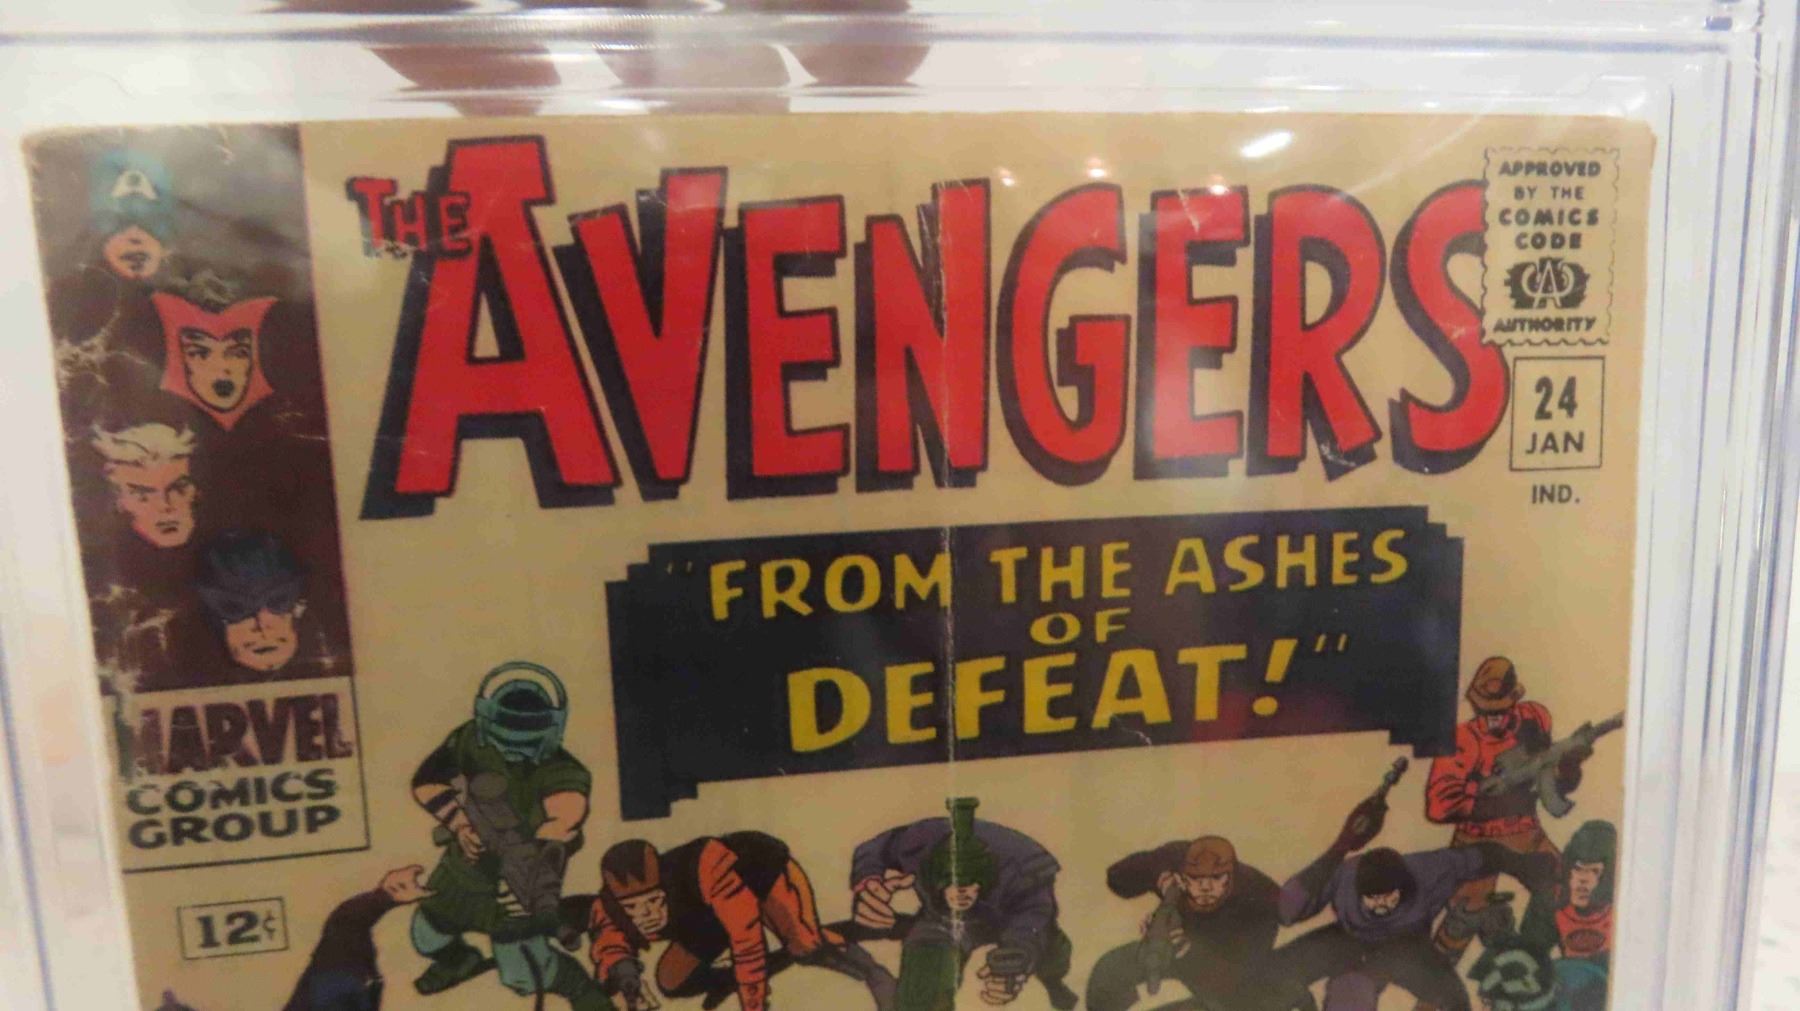 THE AVENGERS
APPROVED
BY THE
COMICS
CODE
A
AUTHORITY
24
JAN
IND.
"FROM THE ASHES
OF
DEFEAT!"
A
MARVEL
COMICS
GROUP
12¢